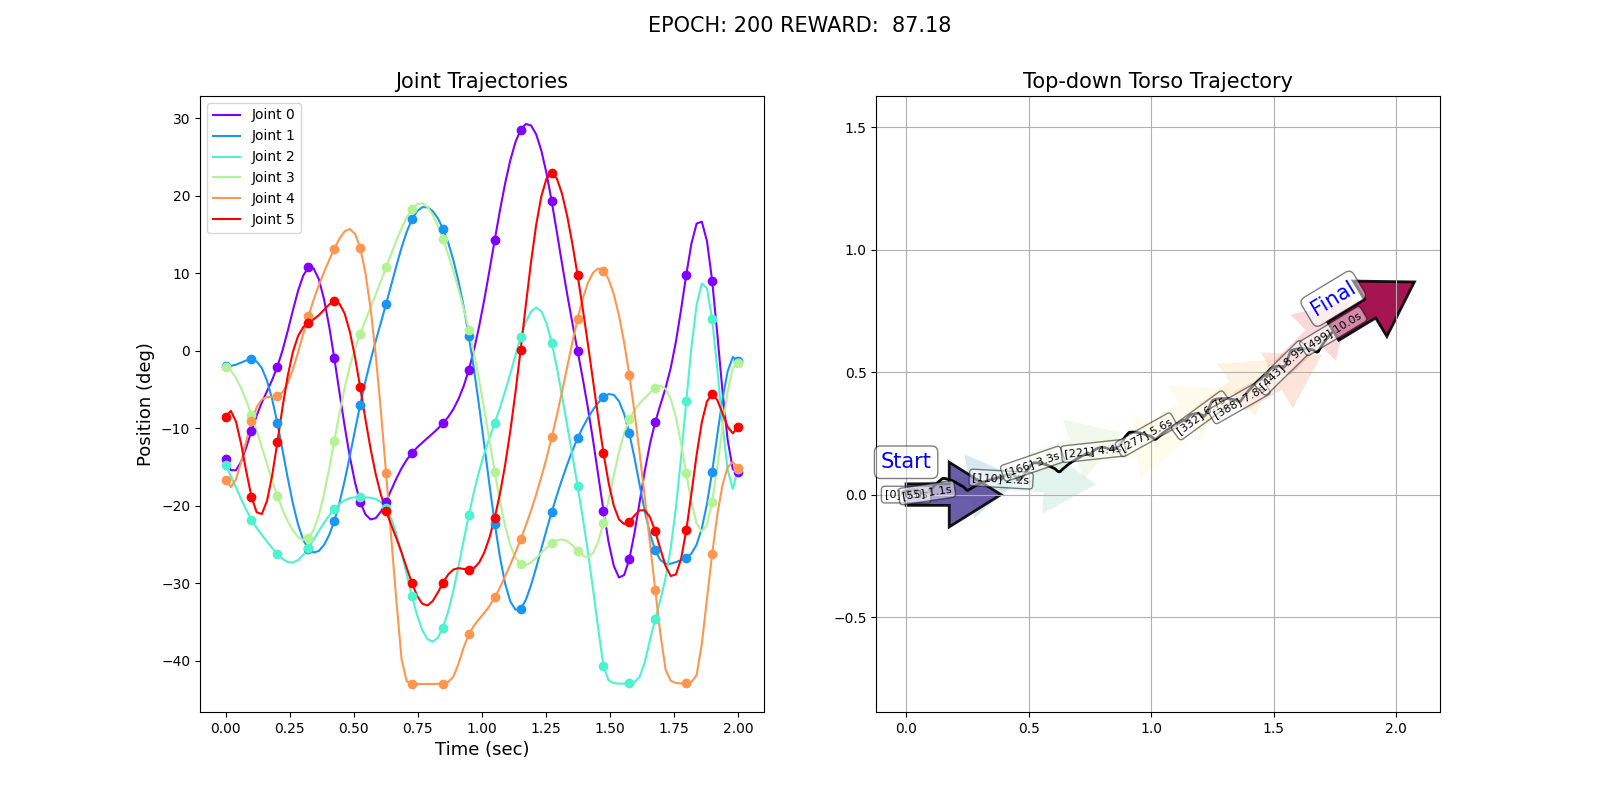 EPOCH: 200 REWARD:  87.18
Joint Trajectories
Position (deg)
30
20
10
0
−10
−20
−30
−40
Joint 0
Joint 1
Joint 2
Joint 3
Joint 4
Joint 5
0.00
0.25
0.50
0.75
1.00
1.25
1.50
1.75
2.00
Time (sec)
Top-down Torso Trajectory
1.5
1.0
0.5
0.0
−0.5
0.0
0.5
1.0
1.5
2.0
Start
[0]
[55] 1.1s
[110] 2.2s
[166] 3.3s
[221] 4.4s
[277] 5.6s
[332] 6.7s
[388] 7.8
[443] 8.9s
[499] 10.0s
Final